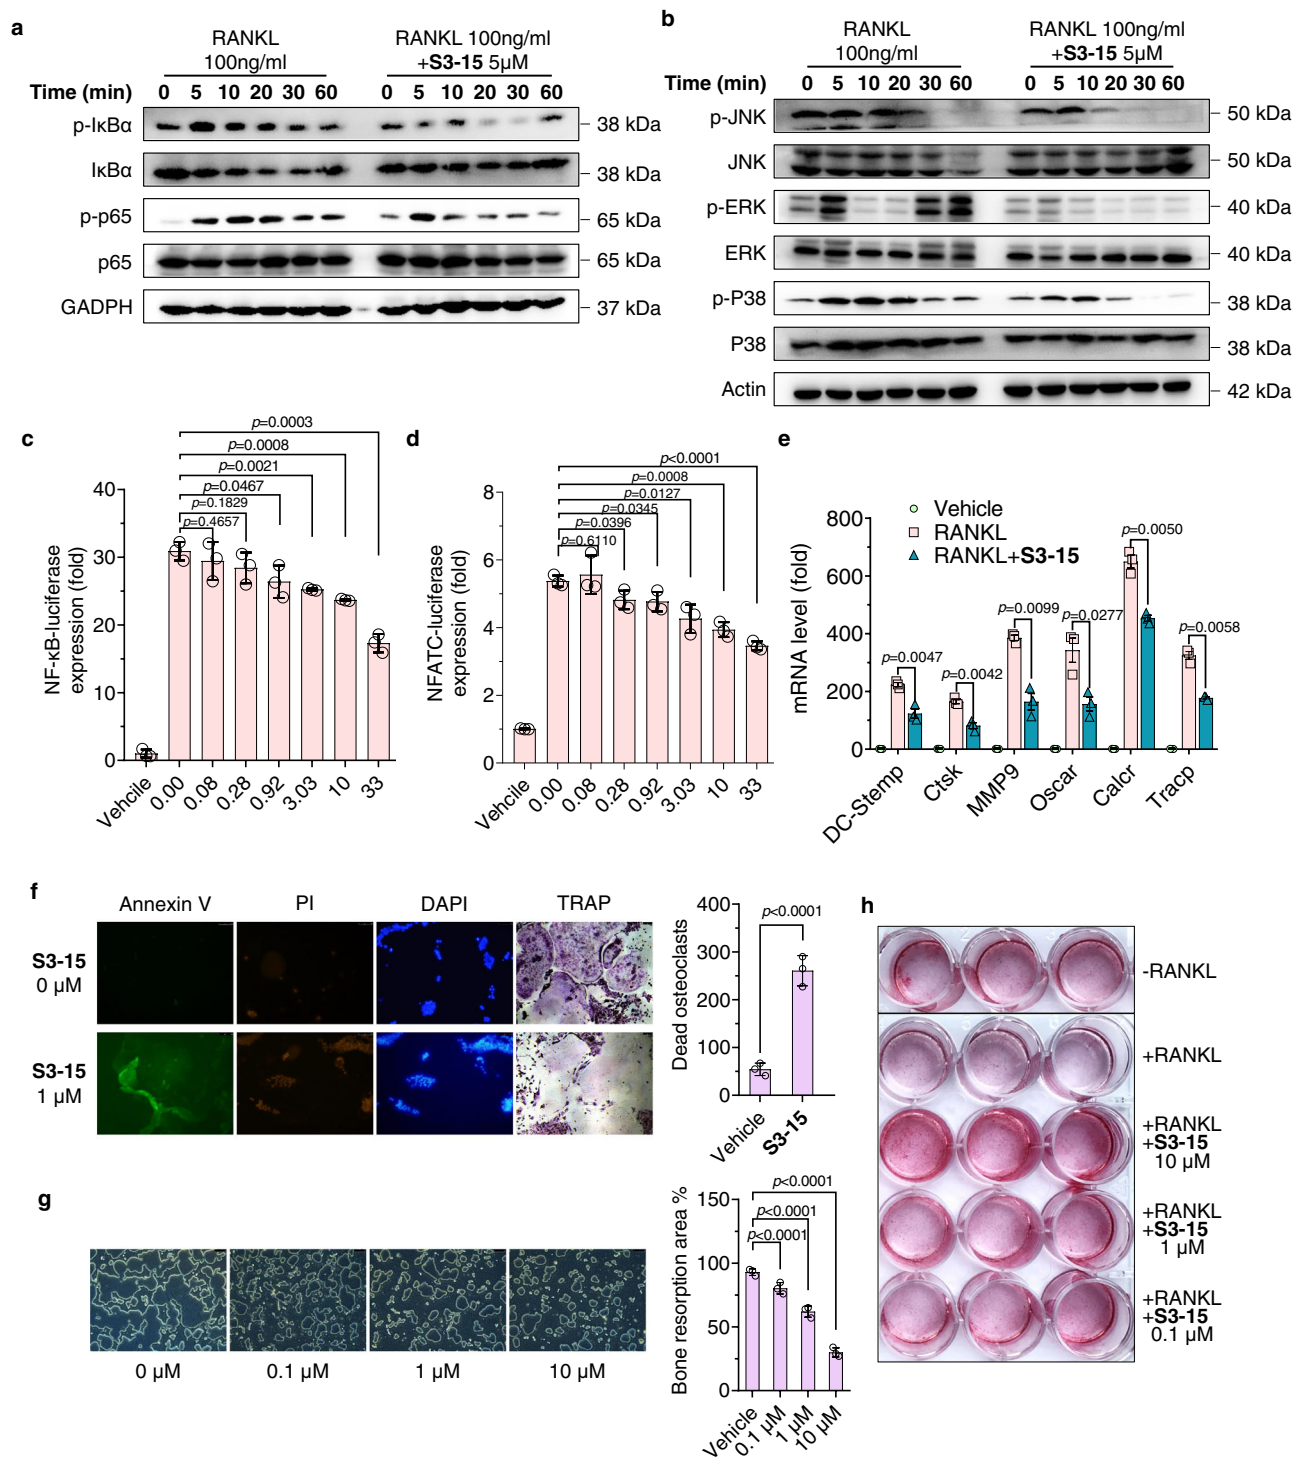 a
RANKL
100ng/ml
RANKL 100ng/ml
+S3-15 5μM
Time (min) 0 5 10 20 30 60 0 5 10 20 30 60
p-IκBα 38 kDa
IκBα 38 kDa
p-p65 65 kDa
p65 65 kDa
GADPH 37 kDa
b
RANKL
100ng/ml
RANKL 100ng/ml
+S3-15 5μM
Time (min) 0 5 10 20 30 60 0 5 10 20 30 60
p-JNK 50 kDa
JNK 50 kDa
p-ERK 40 kDa
ERK 40 kDa
p-P38 38 kDa
P38 38 kDa
Actin 42 kDa
c
p=0.0003
p=0.0008
p=0.0021
p=0.0467
p=0.1829
p=0.4657
NF-κB-luciferase
expression (fold)
40
30
20
10
0
Vehcile 0.00 0.08 0.28 0.92 3.03 10 33
d
p<0.0001
p=0.0008
p=0.0127
p=0.0345
p=0.0396
p=0.6110
NFATC-luciferase
expression (fold)
8
6
4
2
0
Vehcile 0.00 0.08 0.28 0.92 3.03 10 33
e
Vehicle
RANKL
RANKL+S3-15
mRNA level (fold)
800
600
400
200
0
p=0.0047
p=0.0042
p=0.0099
p=0.0277
p=0.0050
p=0.0058
DC-Stemp Ctsk MMP9 Oscar Calcr Tracp
f
Annexin V PI DAPI TRAP
S3-15
0 μM
S3-15
1 μM
Dead osteoclasts
400
300
200
100
0
p<0.0001
Vehicle S3-15
g
0 μM 0.1 μM 1 μM 10 μM
Bone resorption area %
150
100
50
0
p<0.0001
p<0.0001
p<0.0001
Vehicle 0.1 μM 1 μM 10 μM
h
-RANKL
+RANKL
+RANKL
+S3-15
10 μM
+RANKL
+S3-15
1 μM
+RANKL
+S3-15
0.1 μM